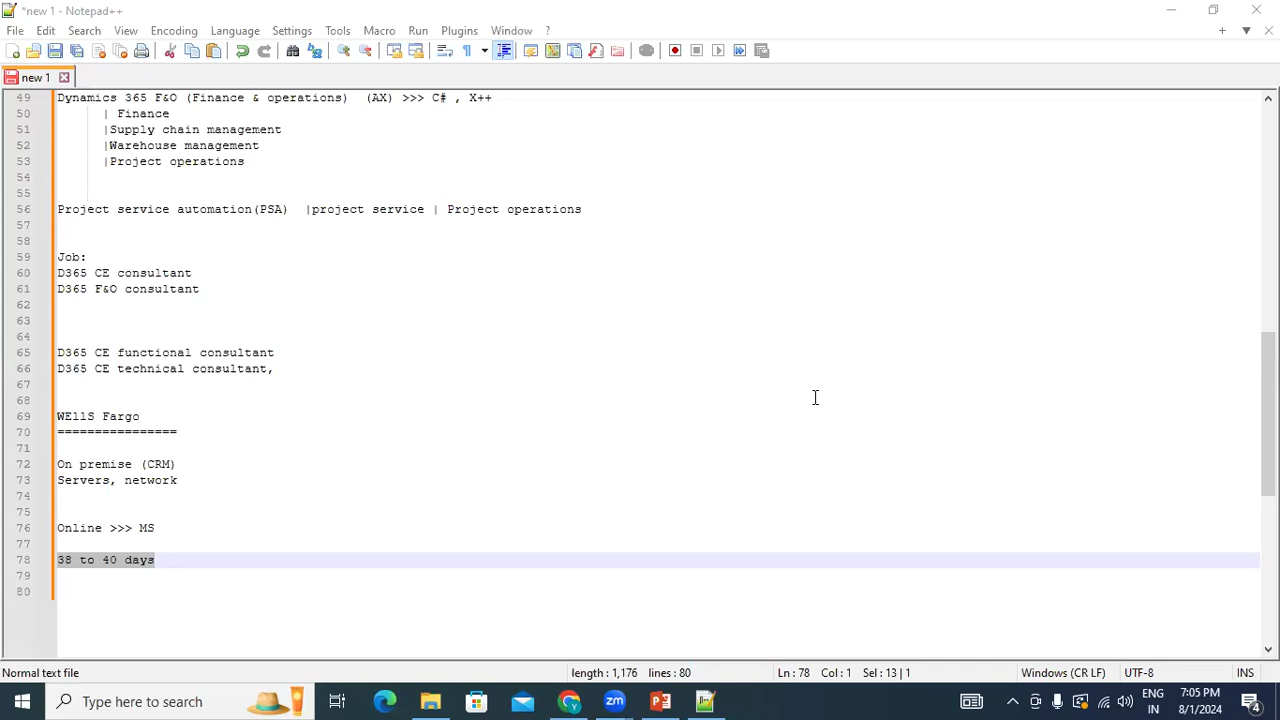 *new 1 - Notepad++
File Edit Search View Encoding Language Settings Tools Macro Run Plugins Window ?
new 1
49 Dynamics 365 F&O (Finance & operations) (AX) >>> C# , X++
50 | Finance
51 |Supply chain management
52 |Warehouse management
53 |Project operations
54
55
56 Project service automation(PSA) |project service | Project operations
57
58
59 Job:
60 D365 CE consultant
61 D365 F&O consultant
62
63
64
65 D365 CE functional consultant
66 D365 CE technical consultant,
67
68
69 WEllS Fargo
70 ================
71
72 On premise (CRM)
73 Servers, network
74
75
76 Online >>> MS
77
78 38 to 40 days
79
80
Normal text file length : 1,176 lines : 80 Ln : 78 Col : 1 Sel : 13 | 1 Windows (CR LF) UTF-8 INS
Type here to search
ENG
IN
7:05 PM
8/1/2024
4